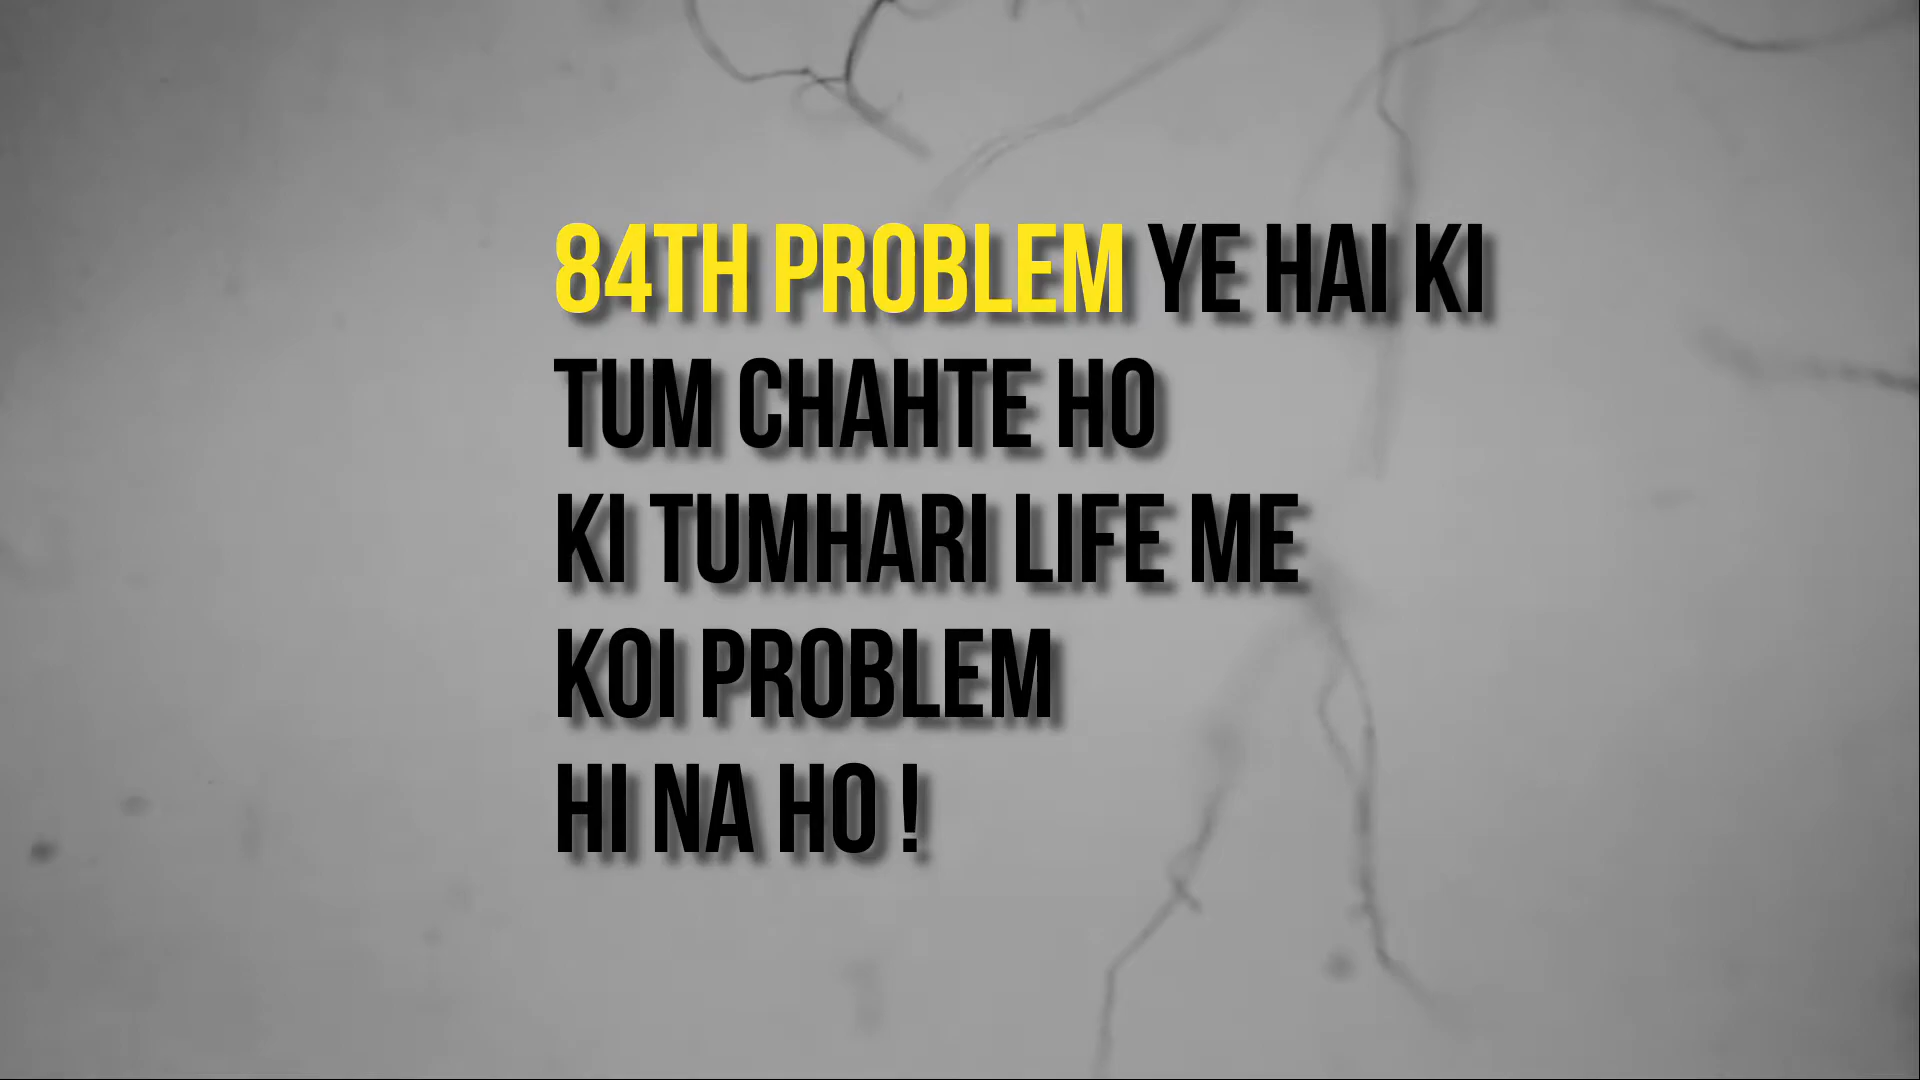 84TH PROBLEM YE HAI KI
TUM CHAHTE HO
KI TUMHARI LIFE ME
KOI PROBLEM
HI NA HO !